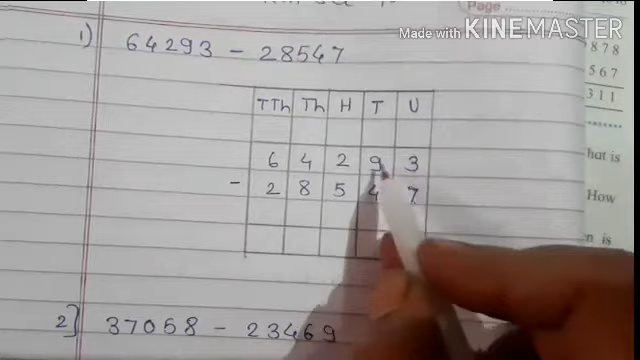 Page
Made with KINEMASTER
1) 64293 - 28547
878
567
311
TTh Th H T U
6 4 2 9 3
- 2 8 5 4 7
hat is
How
n is
2] 37058 - 23469